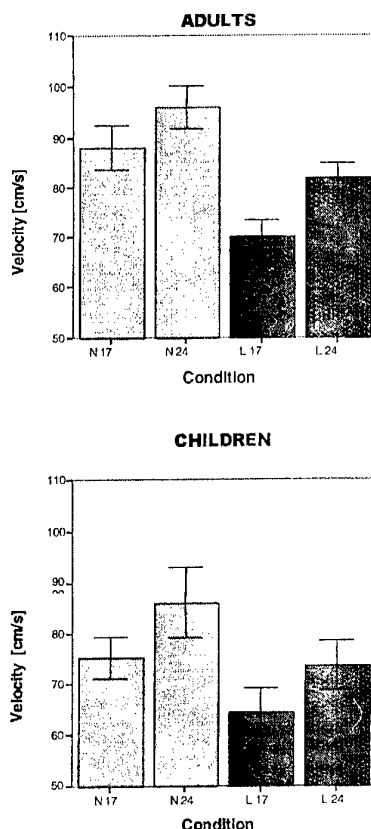 ADULTS
110
100
90
80
70
60
50
Velocity [cm/s]
N 17 N 24 L 17 L 24
Condition
CHILDREN
110
100
90
80
70
60
50
Velocity [cm/s]
N 17 N 24 L 17 L 24
Condition